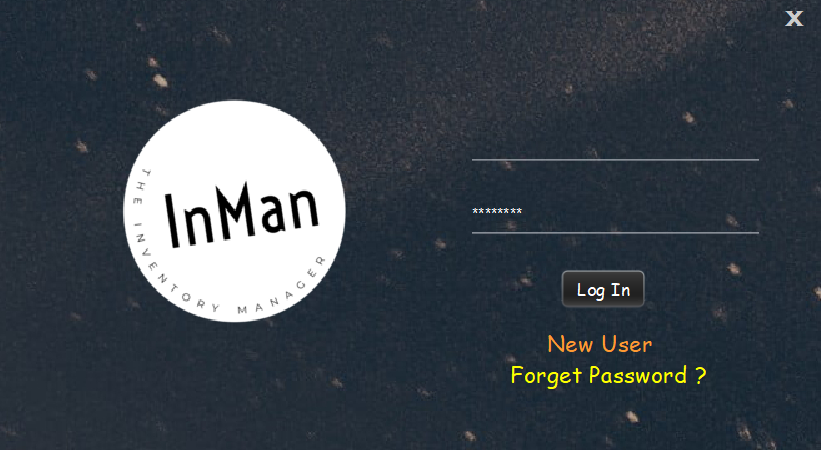 X
InMan
THE INVENTORY MANAGER
********
Log In
New User
Forget Password ?